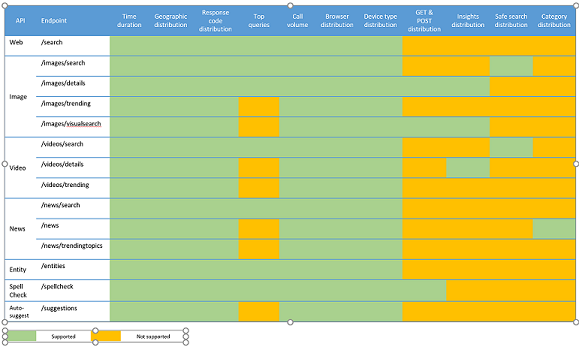 API Endpoint Time duration Geographic distribution Response code distribution Top queries Call volume Browser distribution Device type distribution GET & POST distribution Insights distribution Safe search distribution Category distribution
Web /search
Image /images/search
/images/details
/images/trending
/images/visualsearch
Video /videos/search
/videos/details
/videos/trending
News /news/search
/news
/news/trendingtopics
Entity /entities
Spell Check /spellcheck
Auto-suggest /suggestions
Supported Not supported